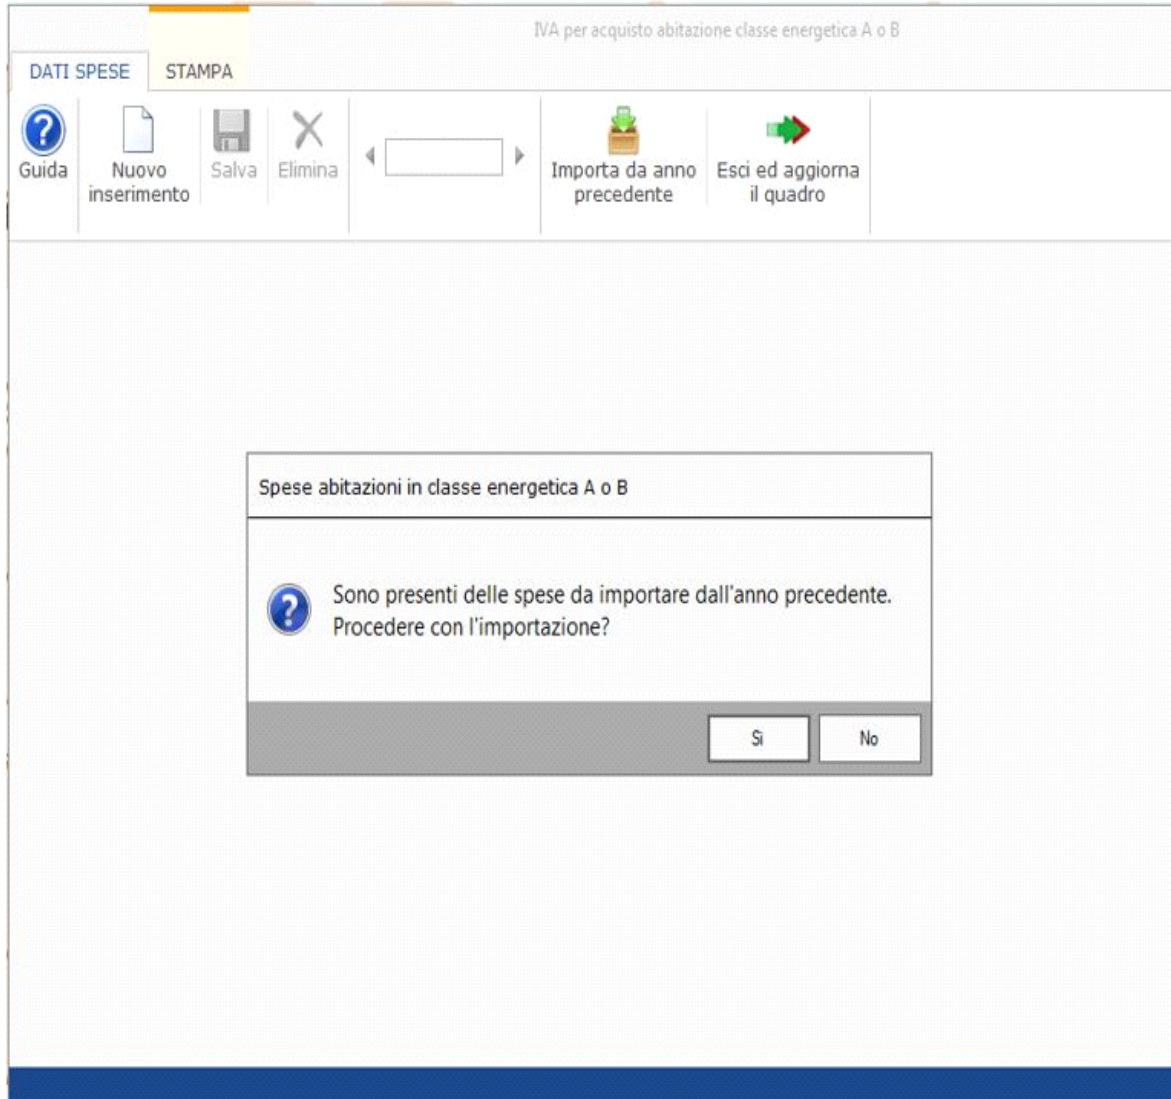 IVA per acquisto abitazione classe energetica A o B
DATI SPESE
STAMPA
Guida
Nuovo
inserimento
Salva
Elimina
Importa da anno
precedente
Esci ed aggiorna
il quadro
Spese abitazioni in classe energetica A o B
Sono presenti delle spese da importare dall'anno precedente.
Procedere con l'importazione?
Si
No